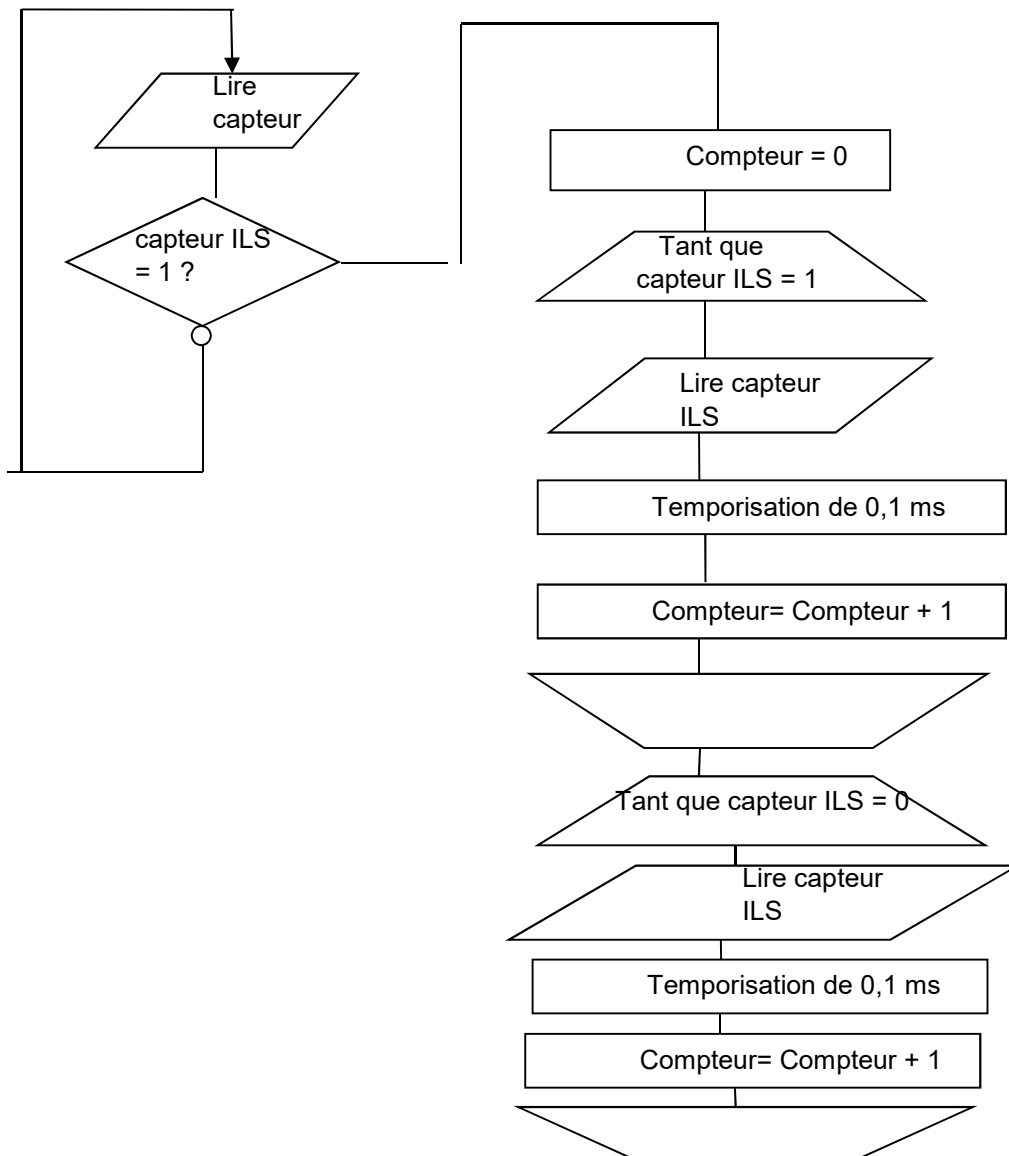 Lire
capteur
capteur ILS
= 1 ?
Compteur = 0
Tant que
capteur ILS = 1
Lire capteur
ILS
Temporisation de 0,1 ms
Compteur= Compteur + 1
Tant que capteur ILS = 0
Lire capteur
ILS
Temporisation de 0,1 ms
Compteur= Compteur + 1